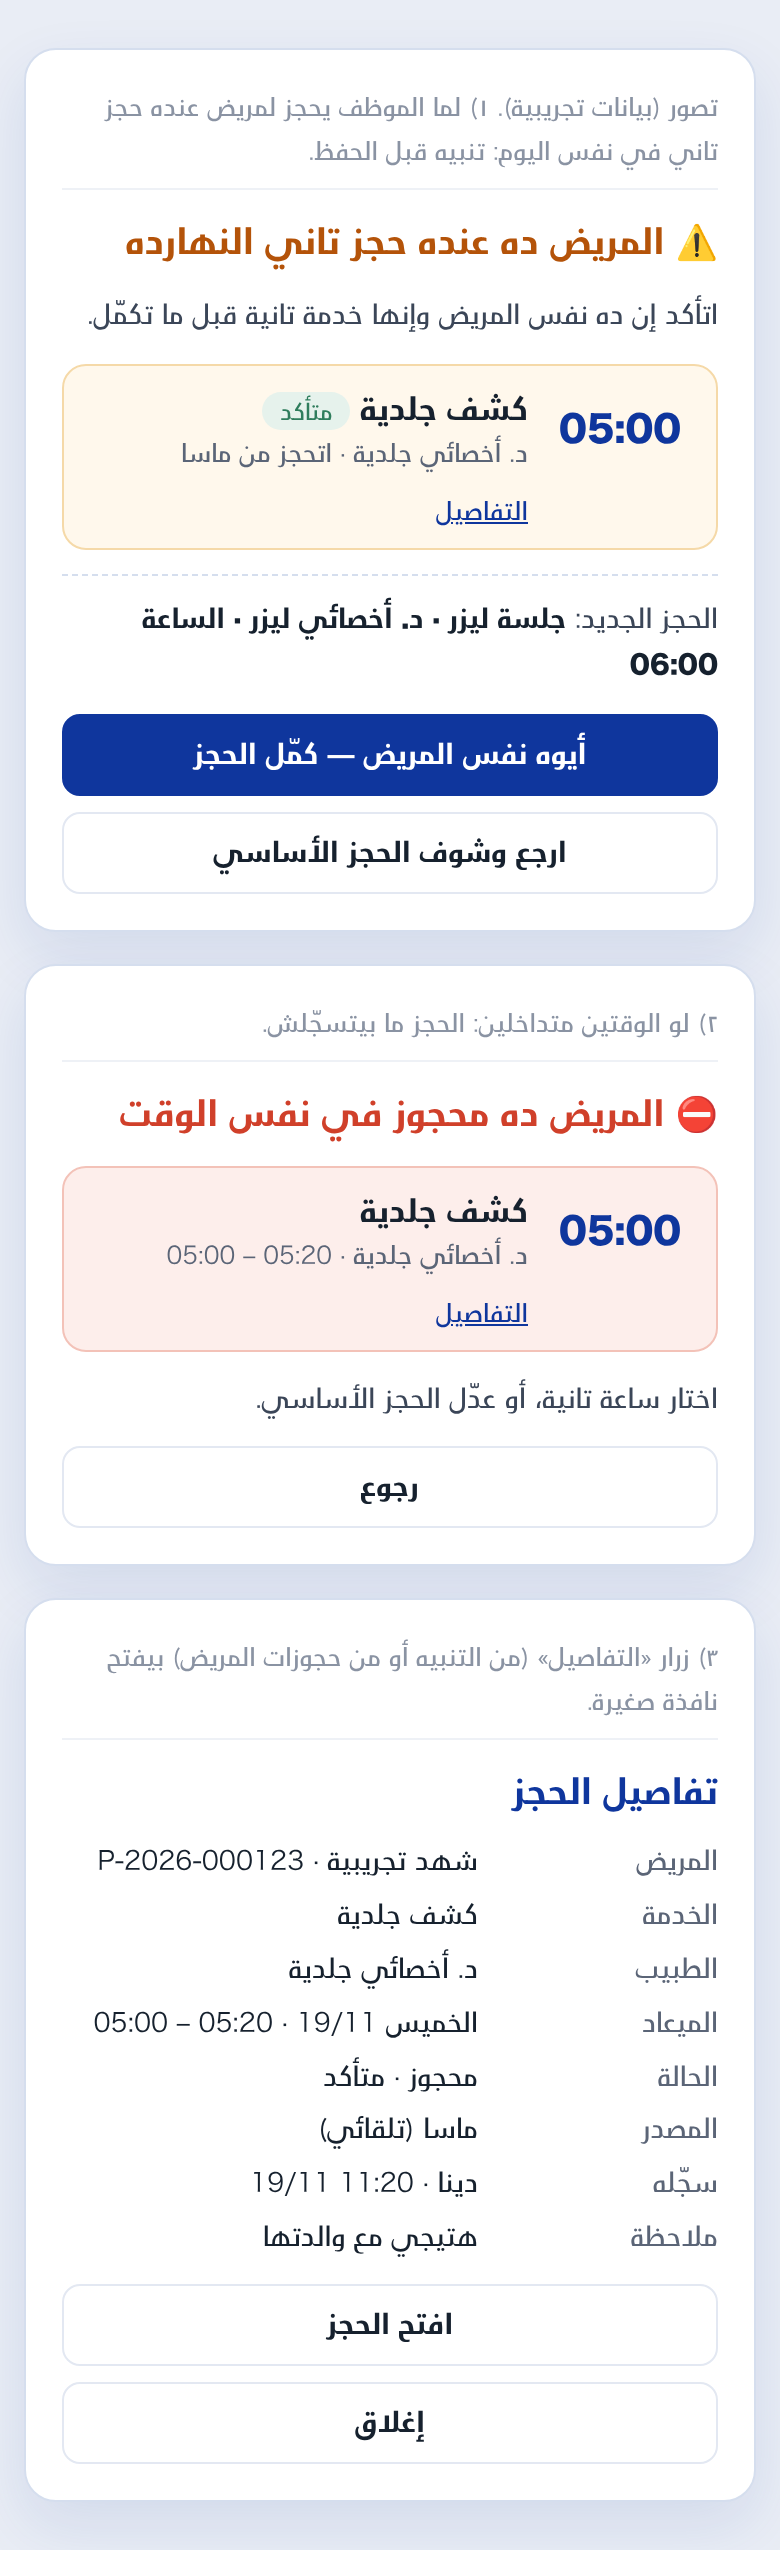 تصور (بيانات تجريبية). ١) لما الموظف يحجز لمريض عنده حجز
تاني في نفس اليوم: تنبيه قبل الحفظ.
⚠️ المريض ده عنده حجز تاني النهارده
اتأكد إن ده نفس المريض وإنها خدمة تانية قبل ما تكمّل.
05:00
كشف جلدية متأكد
د. أخصائي جلدية · اتحجز من ماسا
التفاصيل
الحجز الجديد: جلسة ليزر · د. أخصائي ليزر · الساعة
06:00
أيوه نفس المريض — كمّل الحجز
ارجع وشوف الحجز الأساسي
٢) لو الوقتين متداخلين: الحجز ما بيتسجّلش.
⛔ المريض ده محجوز في نفس الوقت
05:00
كشف جلدية
د. أخصائي جلدية · 05:20 – 05:00
التفاصيل
اختار ساعة تانية، أو عدّل الحجز الأساسي.
رجوع
٣) زرار «التفاصيل» (من التنبيه أو من حجوزات المريض) بيفتح
نافذة صغيرة.
تفاصيل الحجز
المريض شهد تجريبية · P-2026-000123
الخدمة كشف جلدية
الطبيب د. أخصائي جلدية
الميعاد الخميس 19/11 · 05:20 – 05:00
الحالة محجوز · متأكد
المصدر ماسا (تلقائي)
سجّله دينا · 11:20 19/11
ملاحظة هتيجي مع والدتها
افتح الحجز
إغلاق